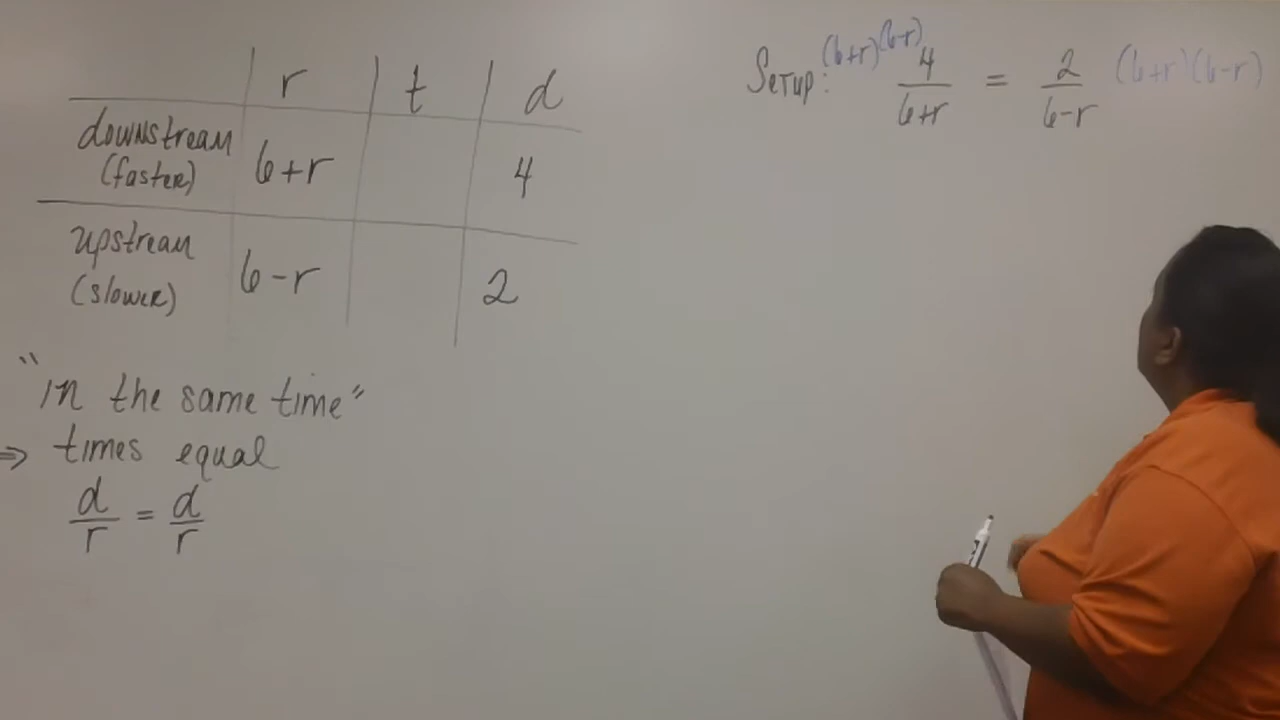 r t d
downstream (faster) 6+r 4
upstream (slower) 6-r 2
"in the same time"
⇒ times equal
d/r = d/r
Setup: (6+r)(6-r) 4/(6+r) = 2/(6-r) (6+r)(6-r)